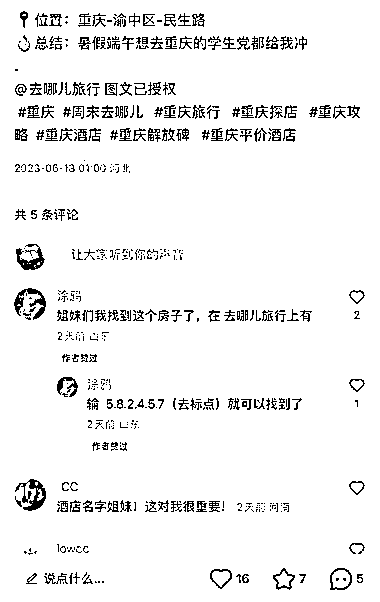 位置：重庆-渝中区-民生路
总结：暑假端午想去重庆的学生党都给我冲
-
@去哪儿旅行 图文已授权
#重庆 #周末去哪儿 #重庆旅行 #重庆探店 #重庆攻
略 #重庆酒店 #重庆解放碑 #重庆平价酒店
2023-06-13 01:00 河北
共 5 条评论
让大家听到你的声音
涂鸦
姐妹们我找到这个房子了，在 去哪儿旅行上有
2
2天前 山东
作者赞过
涂鸦
输 5.8.2.4.5.7（去标点）就可以找到了
1
2天前 山东
作者赞过
CC
酒店名字姐妹！这对我很重要！ 2天前 河南
lowcc
说点什么...
16
7
5